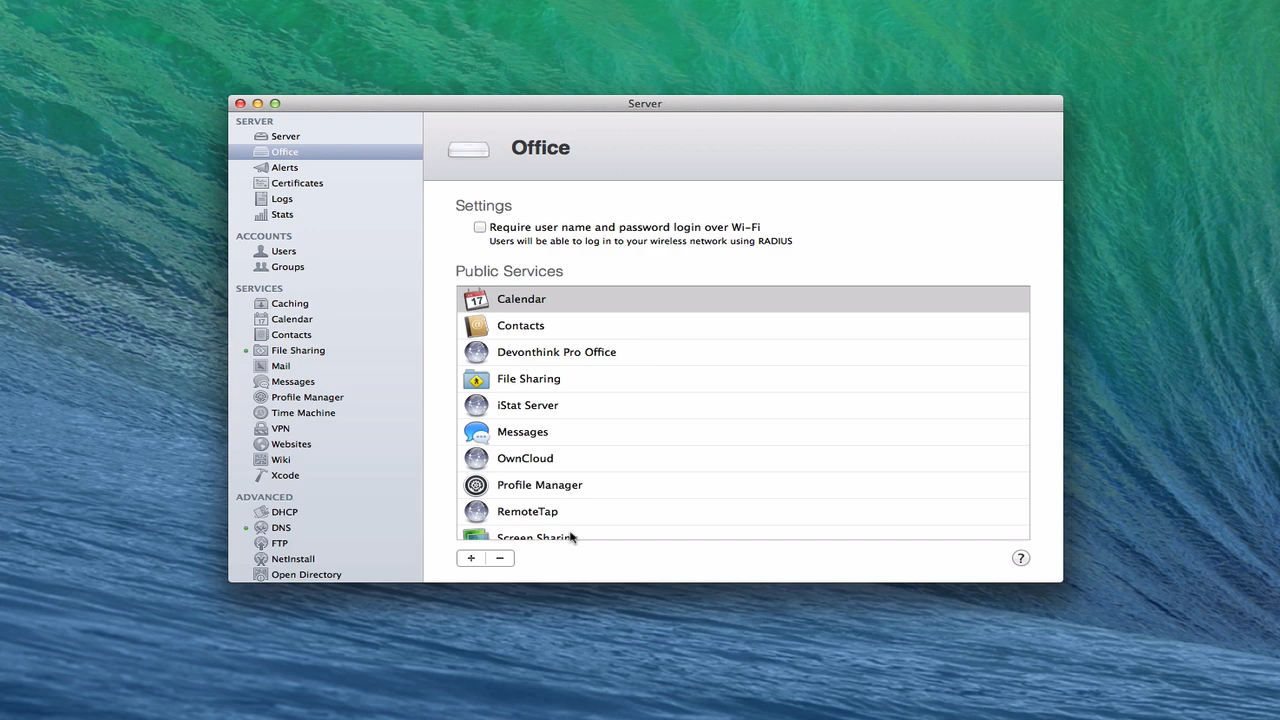 Server
SERVER
Server
Office
Alerts
Certificates
Logs
Stats
ACCOUNTS
Users
Groups
SERVICES
Caching
Calendar
Contacts
File Sharing
Mail
Messages
Profile Manager
Time Machine
VPN
Websites
Wiki
Xcode
ADVANCED
DHCP
DNS
FTP
NetInstall
Open Directory
Office
Settings
Require user name and password login over Wi-Fi
Users will be able to log in to your wireless network using RADIUS
Public Services
17
Calendar
@
Contacts
Devonthink Pro Office
File Sharing
iStat Server
Messages
OwnCloud
Profile Manager
RemoteTap
Screen Sharing
+ −
?